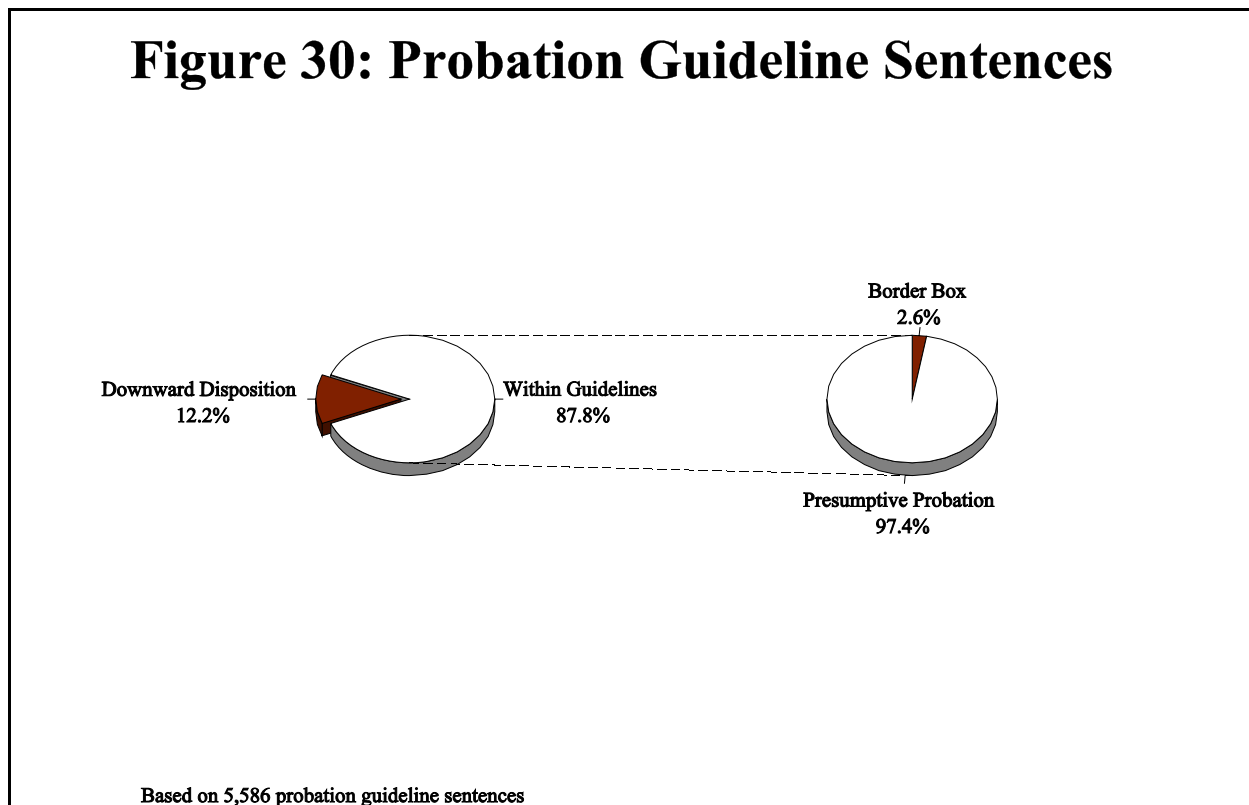 Figure 30: Probation Guideline Sentences
Border Box
2.6%
Downward Disposition
12.2%
Within Guidelines
87.8%
Presumptive Probation
97.4%
Based on 5,586 probation guideline sentences